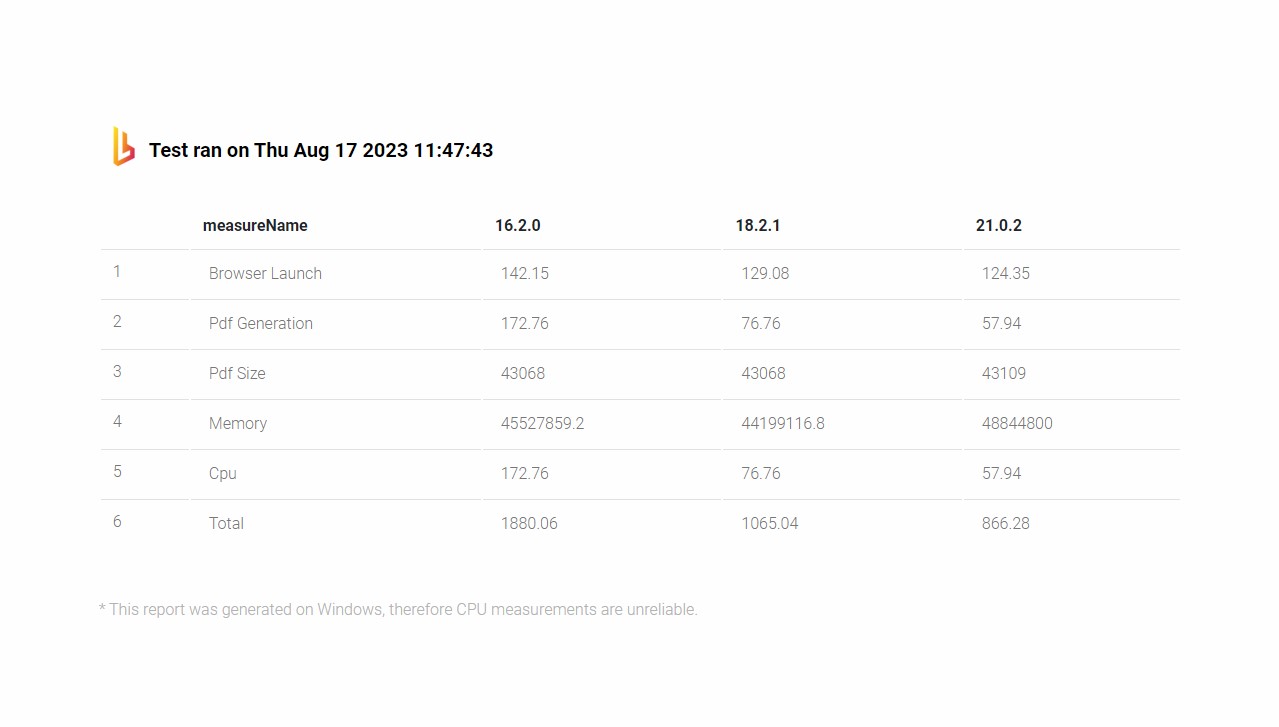 Test ran on Thu Aug 17 2023 11:47:43
measureName 16.2.0 18.2.1 21.0.2
1 Browser Launch 142.15 129.08 124.35
2 Pdf Generation 172.76 76.76 57.94
3 Pdf Size 43068 43068 43109
4 Memory 45527859.2 44199116.8 48844800
5 Cpu 172.76 76.76 57.94
6 Total 1880.06 1065.04 866.28
* This report was generated on Windows, therefore CPU measurements are unreliable.